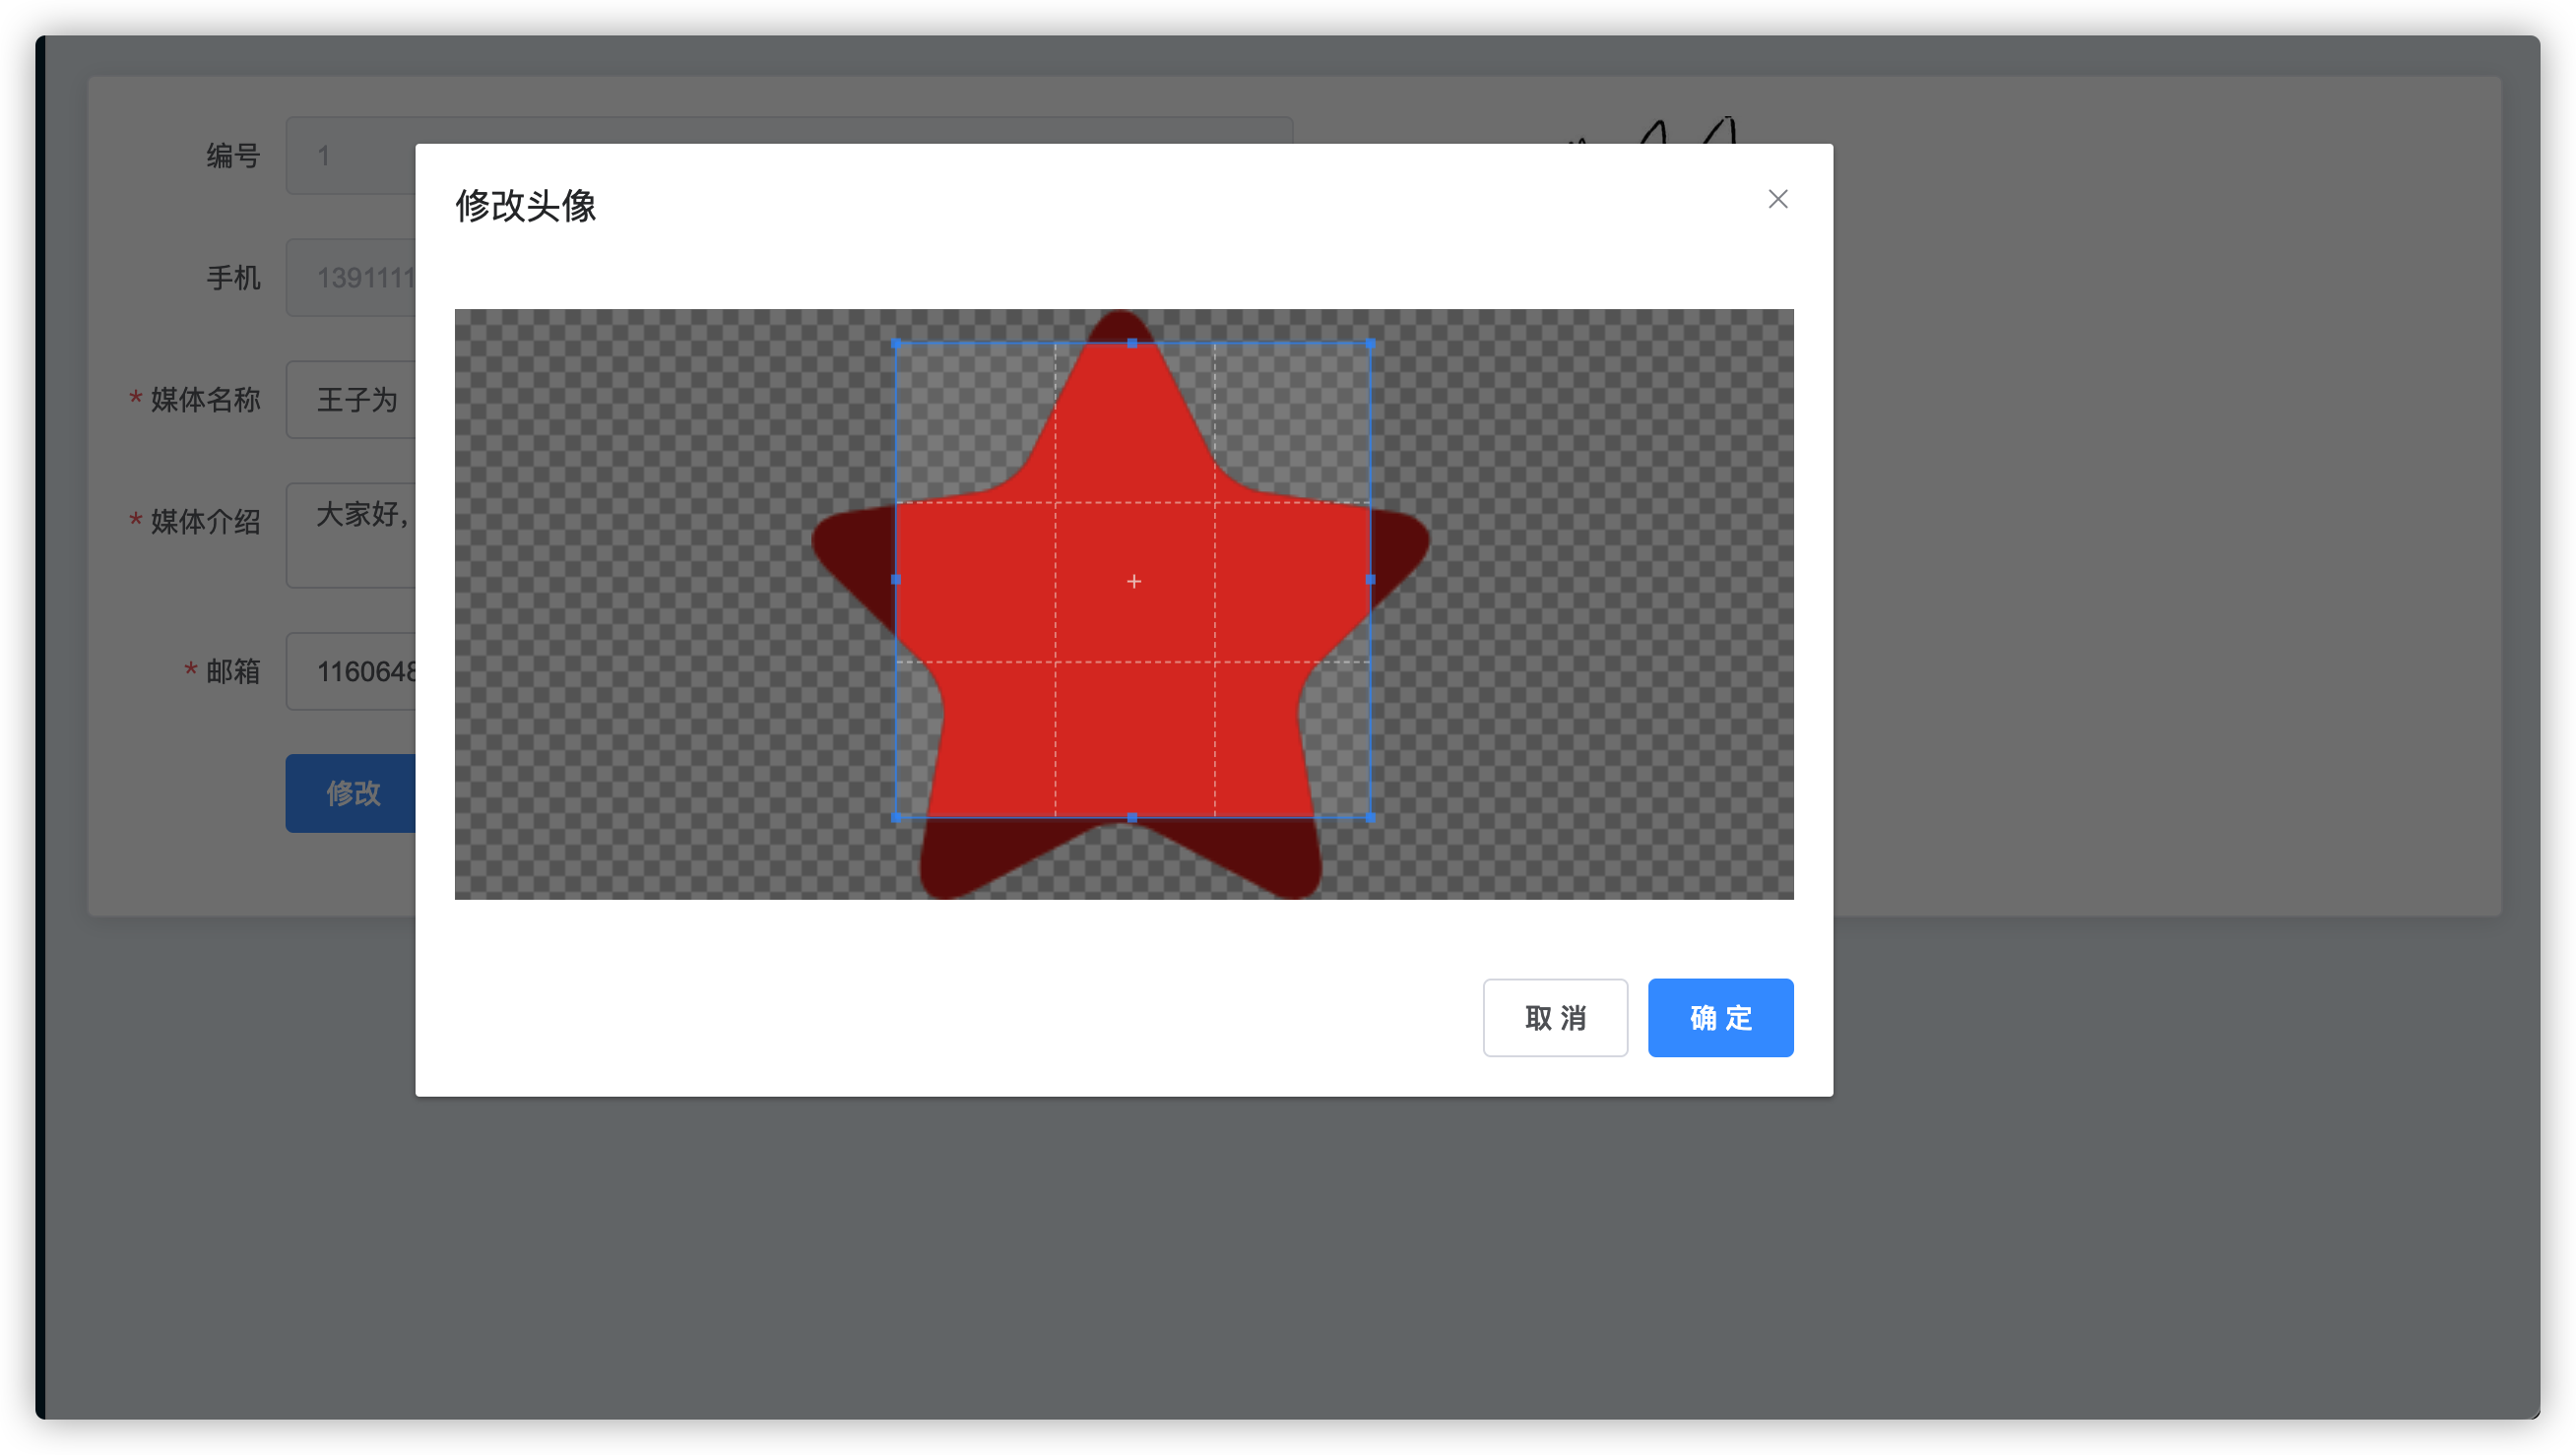 编号 1
手机 1391111
* 媒体名称 王子为
* 媒体介绍 大家好,
* 邮箱 116064
修改
修改头像
取 消
确 定